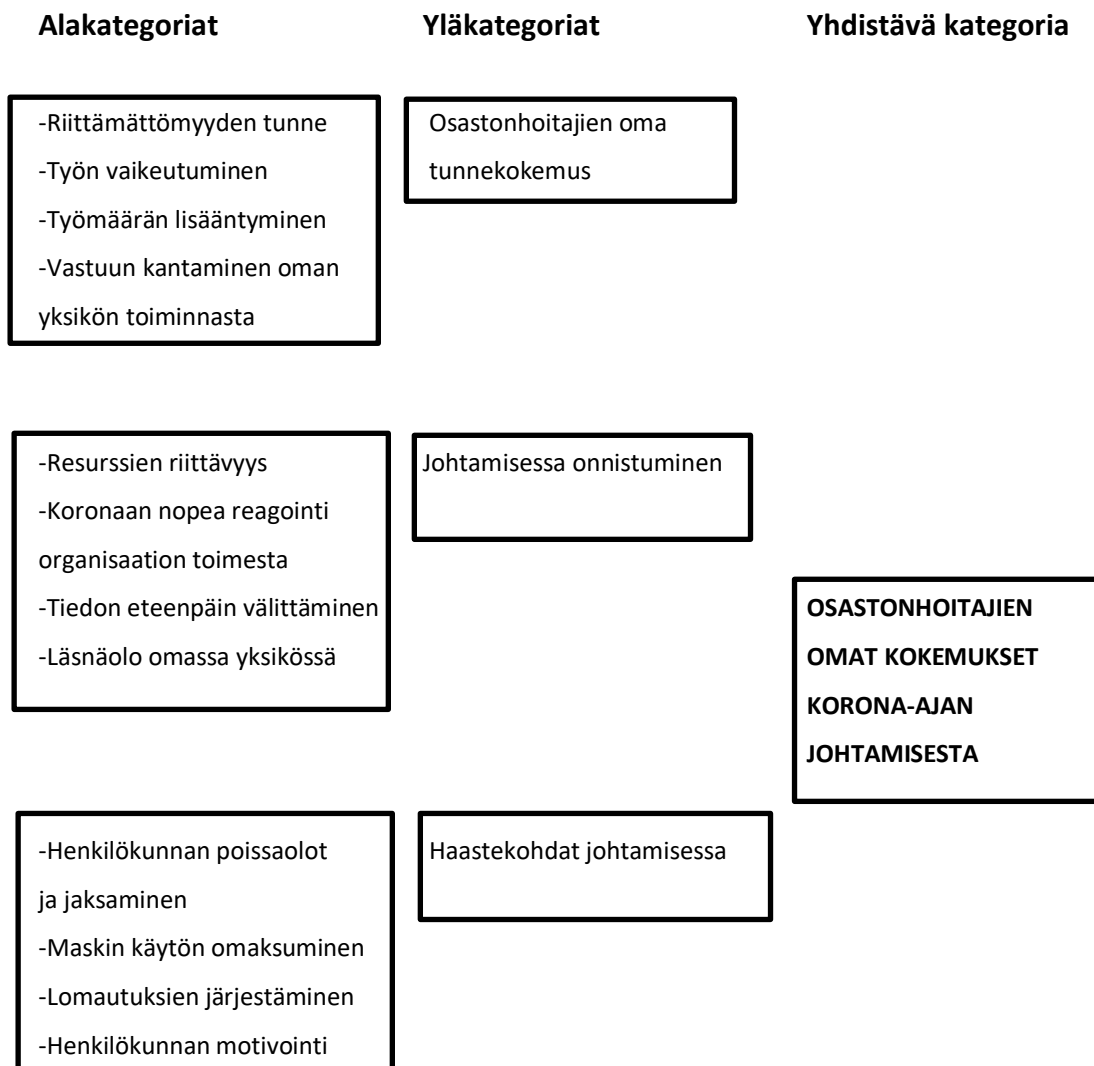 Alakategoriat Yläkategoriat Yhdistävä kategoria
-Riittämättömyyden tunne
-Työn vaikeutuminen
-Työmäärän lisääntyminen
-Vastuun kantaminen oman
yksikön toiminnasta
Osastonhoitajien oma
tunnekokemus
-Resurssien riittävyys
-Koronaan nopea reagointi
organisaation toimesta
-Tiedon eteenpäin välittäminen
-Läsnäolo omassa yksikössä
Johtamisessa onnistuminen
OSASTONHOITAJIEN
OMAT KOKEMUKSET
KORONA-AJAN
JOHTAMISESTA
-Henkilökunnan poissaolot
ja jaksaminen
-Maskin käytön omaksuminen
-Lomautuksien järjestäminen
-Henkilökunnan motivointi
Haastekohdat johtamisessa